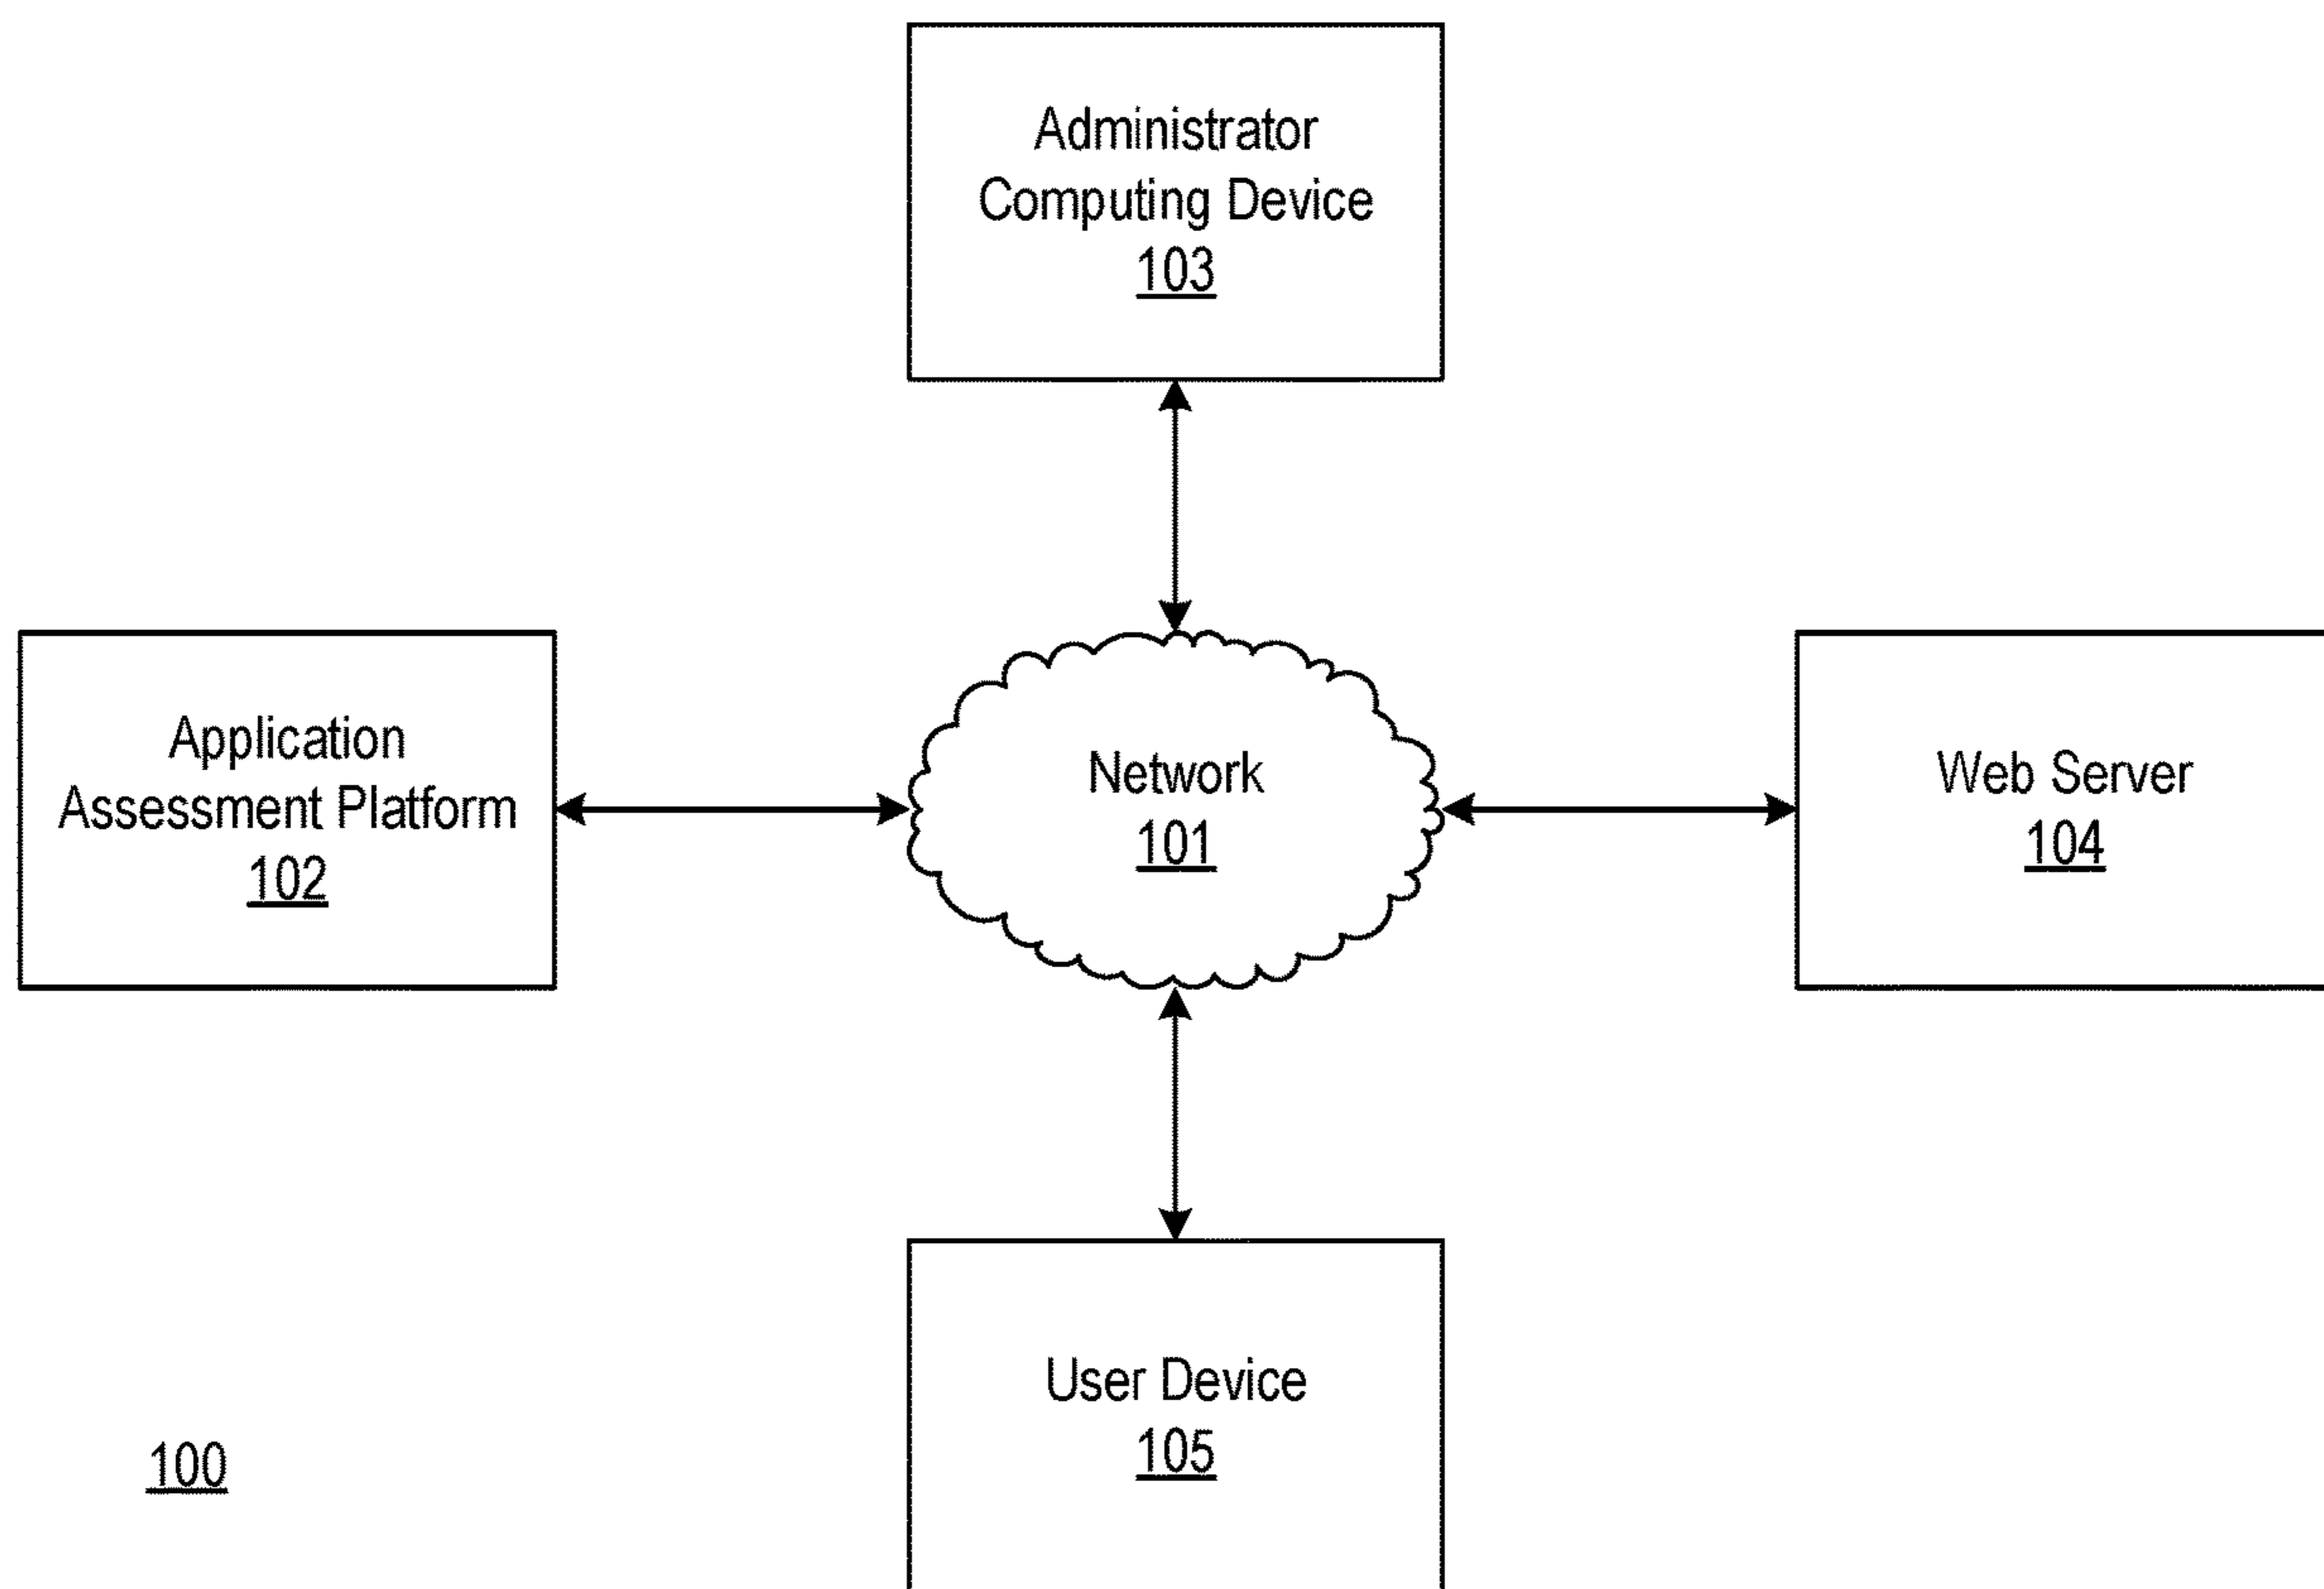 Administrator
Computing Device
103
Application
Assessment Platform
102
Network
101
Web Server
104
User Device
105
100